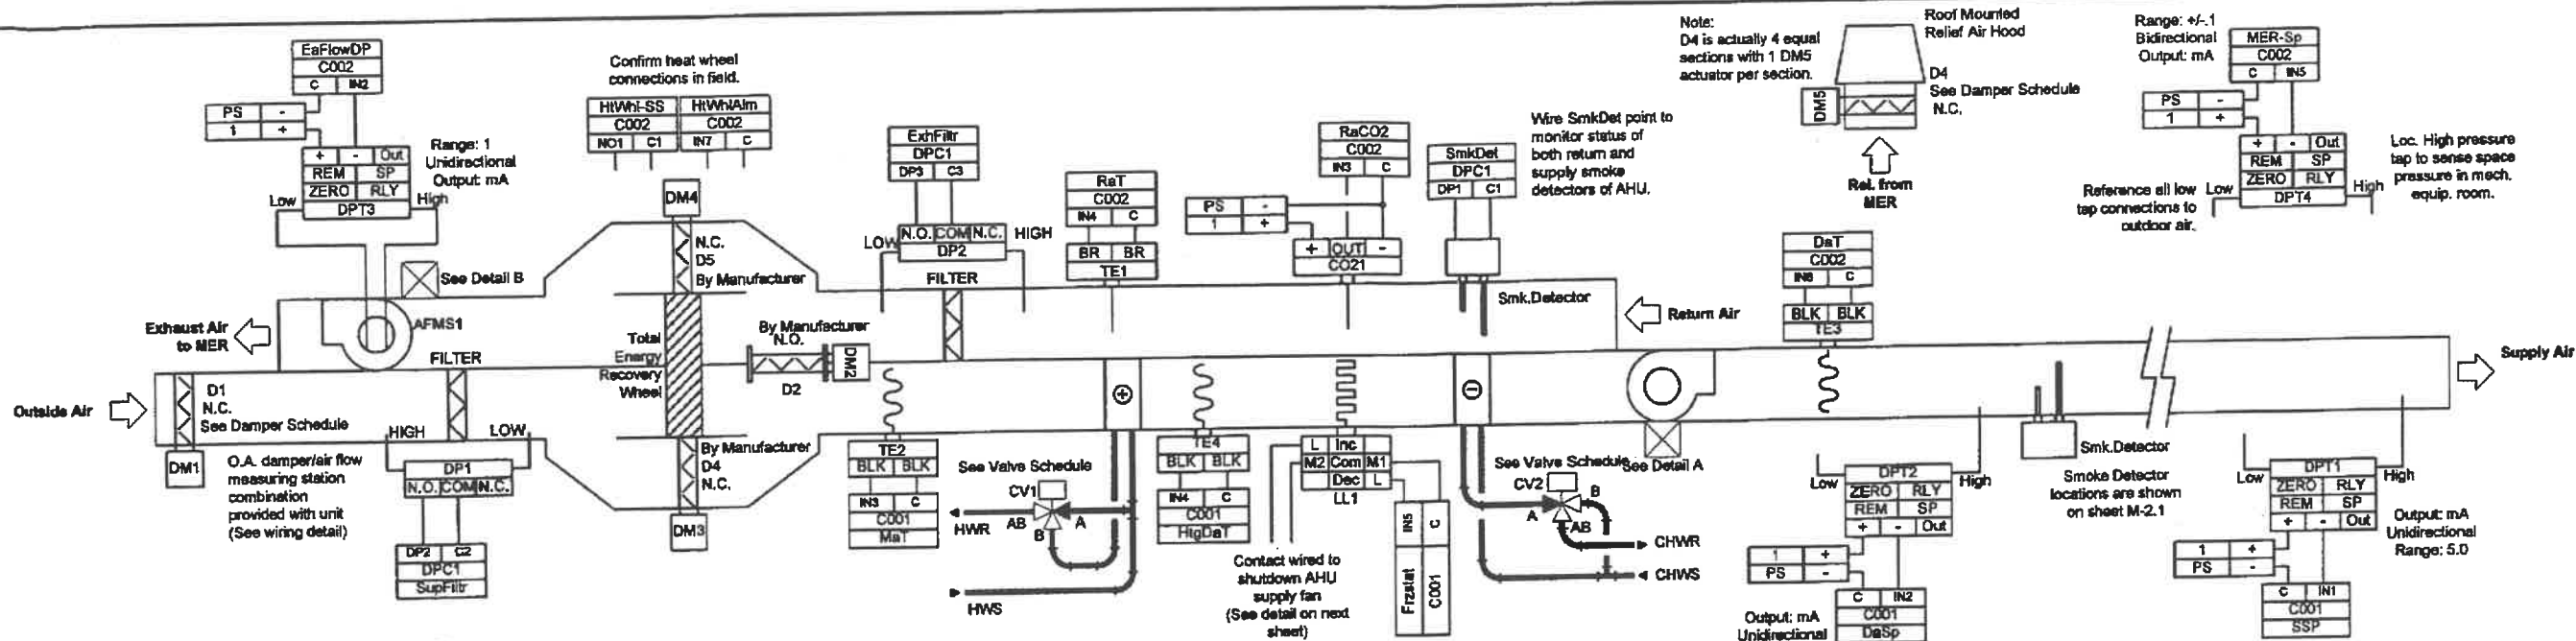 EaFlowDP
C002
C IN2
PS -
1 +
+ - Out
REM SP
ZERO RLY
Low High
DPT3
Range: 1
Unidirectional
Output: mA
Confirm heat wheel
connections in field.
HtWhl-SS HtWhlAlm
C002 C002
NO1 C1 IN7 C
DM4
N.C.
D5
By Manufacturer
ExhFiltr
DPC1
DP3 C3
N.O. COM N.C.
LOW HIGH
DP2
FILTER
RaT
C002
IN4 C
BR BR
TE1
RaCO2
C002
IN3 C
PS -
1 +
+ OUT -
CO21
SmkDet
DPC1
DP1 C1
Smk.Detector
Wire SmkDet point to
monitor status of
both return and
supply smoke
detectors of AHU.
Note:
D4 is actually 4 equal
sections with 1 DM5
actuator per section.
Roof Mounted
Relief Air Hood
D4
See Damper Schedule
N.C.
DM5
Rel. from
MER
Range: +/-.1
Bidirectional
Output: mA
MER-Sp
C002
C IN5
PS -
1 +
+ - Out
REM SP
ZERO RLY
Low High
DPT4
Loc. High pressure
tap to sense space
pressure in mech.
equip. room.
Reference all low
tap connections to
outdoor air.
DaT
C002
IN6 C
BLK BLK
TE3
See Detail B
AFMS1
Exhaust Air
to MER
Return Air
Supply Air
Outside Air
FILTER
Total
Energy
Recovery
Wheel
By Manufacturer
N.O.
DM2
D2
D1
N.C.
See Damper Schedule
DM1
O.A. damper/air flow
measuring station
combination
provided with unit
(See wiring detail)
HIGH LOW
DP1
N.O. COM N.C.
DP2 C2
DPC1
SupFiltr
By Manufacturer
D4
N.C.
DM3
TE2
BLK BLK
IN3 C
C001
MaT
See Valve Schedule
CV1
AB A
B
HWR
HWS
TE4
BLK BLK
IN4 C
C001
HtgDaT
L Inc
M2 Com M1
Dec L
LL1
Contact wired to
shutdown AHU
supply fan
(See detail on next
sheet)
IN5 C
Frzstat C001
See Valve Schedule
CV2
B
A
AB
CHWR
CHWS
See Detail A
DPT2
Low High
ZERO RLY
REM SP
+ - Out
1 +
PS -
C IN2
C001
DaSp
Output: mA
Unidirectional
Smk.Detector
Smoke Detector
locations are shown
on sheet M-2.1
DPT1
Low High
ZERO RLY
REM SP
+ - Out
1 +
PS -
C IN1
C001
SSP
Output: mA
Unidirectional
Range: 5.0